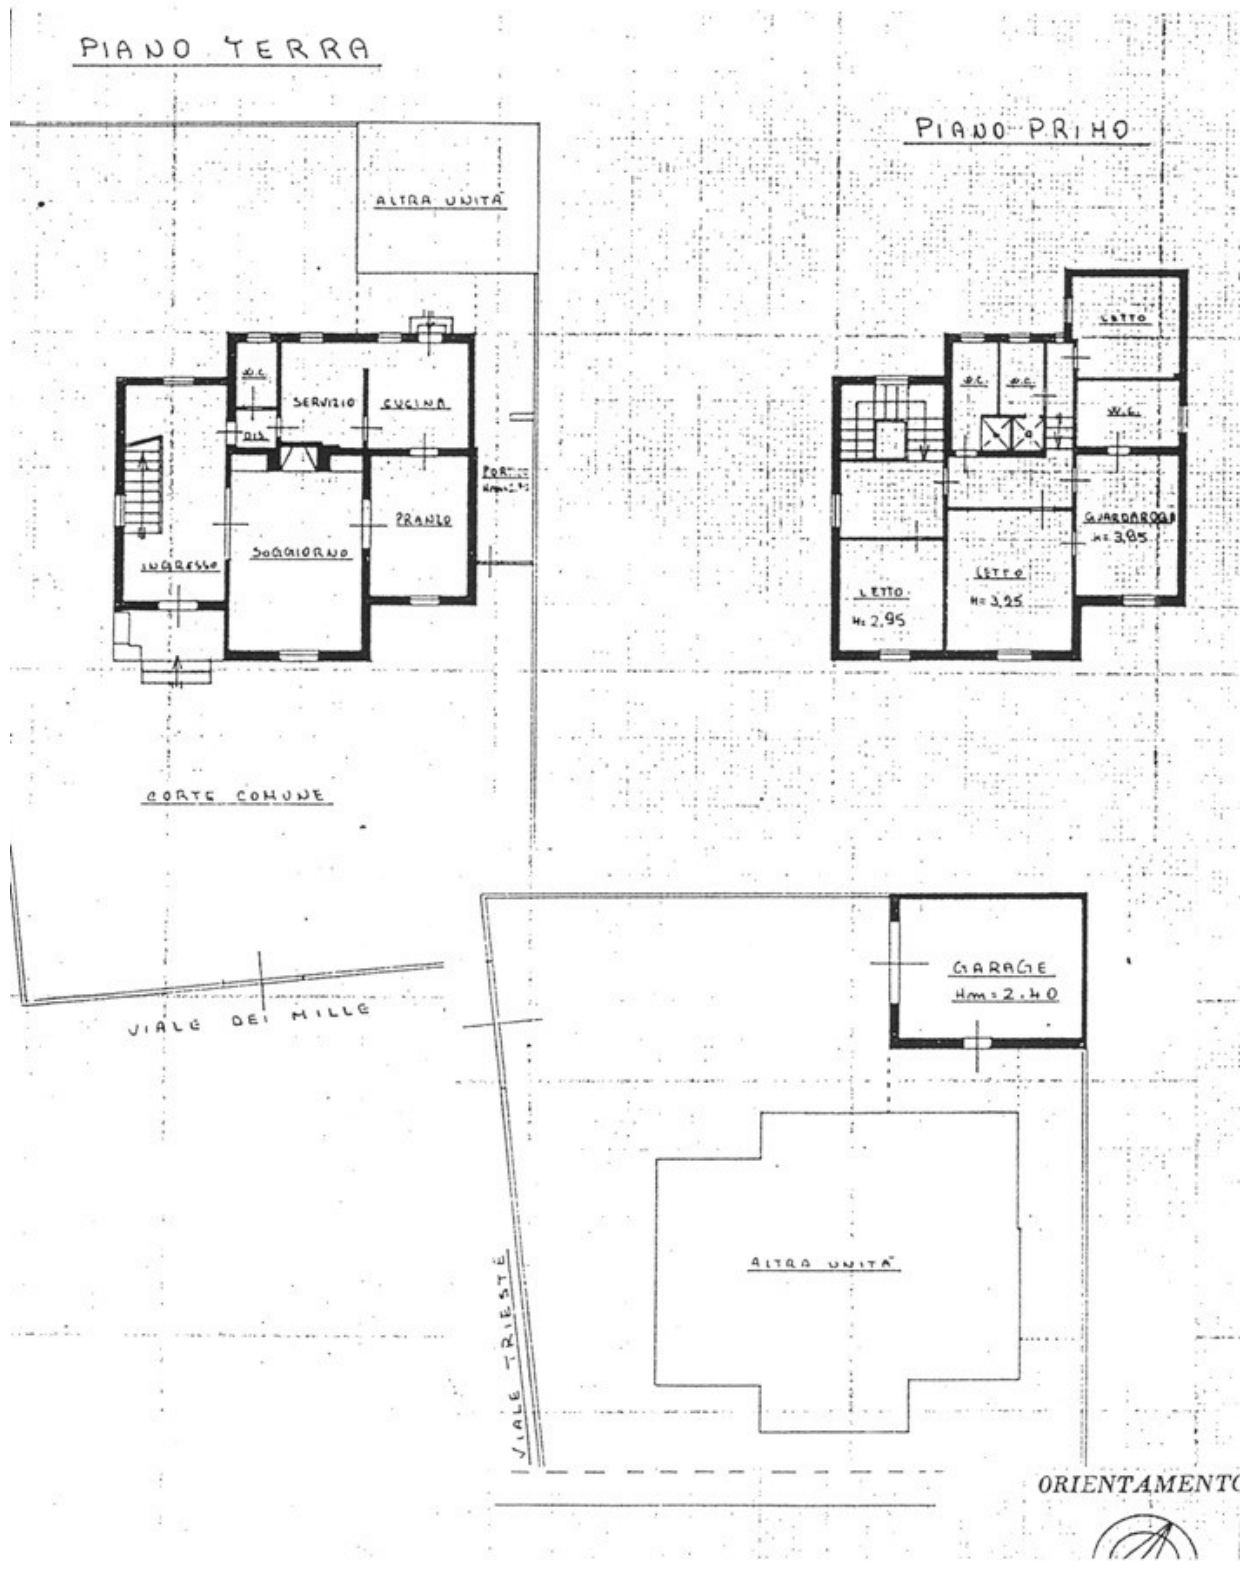 PIANO TERRA
PIANO PRIMO
ALTRA UNITÀ
LETTO
W.C.
SERVIZIO
CUCINA
W.C.
W.C.
W.C.
DIS.
PORTICO
PRANZO
GUARDAROBA
H= 3,85
SOGGIORNO
INGRESSO
LETTO
H= 3,25
LETTO
H= 2,95
CORTE COMUNE
GARAGE
Hm= 2.40
VIALE DEI MILLE
ALTRA UNITÀ
VIALE TRIESTE
ORIENTAMENTO